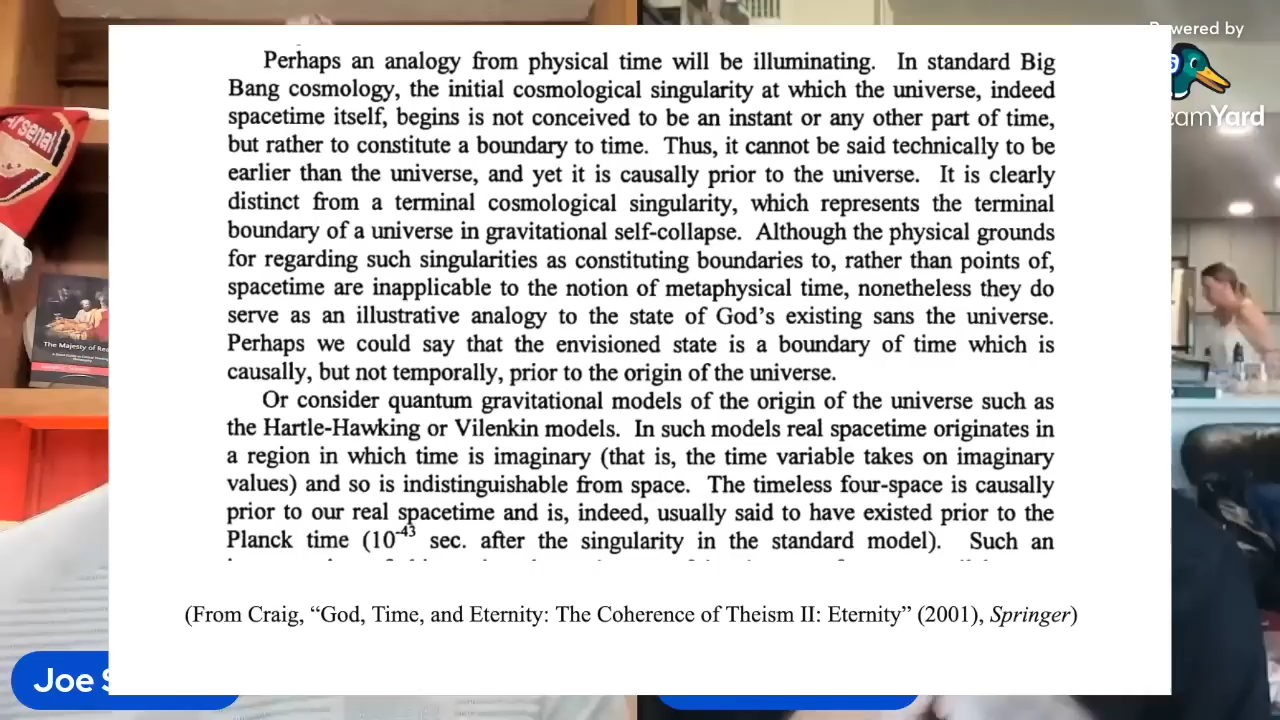 Powered by
eamYard
Arsenal
Perhaps an analogy from physical time will be illuminating. In standard Big
Bang cosmology, the initial cosmological singularity at which the universe, indeed
spacetime itself, begins is not conceived to be an instant or any other part of time,
but rather to constitute a boundary to time. Thus, it cannot be said technically to be
earlier than the universe, and yet it is causally prior to the universe. It is clearly
distinct from a terminal cosmological singularity, which represents the terminal
boundary of a universe in gravitational self-collapse. Although the physical grounds
for regarding such singularities as constituting boundaries to, rather than points of,
spacetime are inapplicable to the notion of metaphysical time, nonetheless they do
serve as an illustrative analogy to the state of God's existing sans the universe.
Perhaps we could say that the envisioned state is a boundary of time which is
causally, but not temporally, prior to the origin of the universe.
Or consider quantum gravitational models of the origin of the universe such as
the Hartle-Hawking or Vilenkin models. In such models real spacetime originates in
a region in which time is imaginary (that is, the time variable takes on imaginary
values) and so is indistinguishable from space. The timeless four-space is causally
prior to our real spacetime and is, indeed, usually said to have existed prior to the
Planck time (10⁻⁴³ sec. after the singularity in the standard model). Such an
(From Craig, “God, Time, and Eternity: The Coherence of Theism II: Eternity” (2001), Springer)
The Majesty of Rea
Joe S